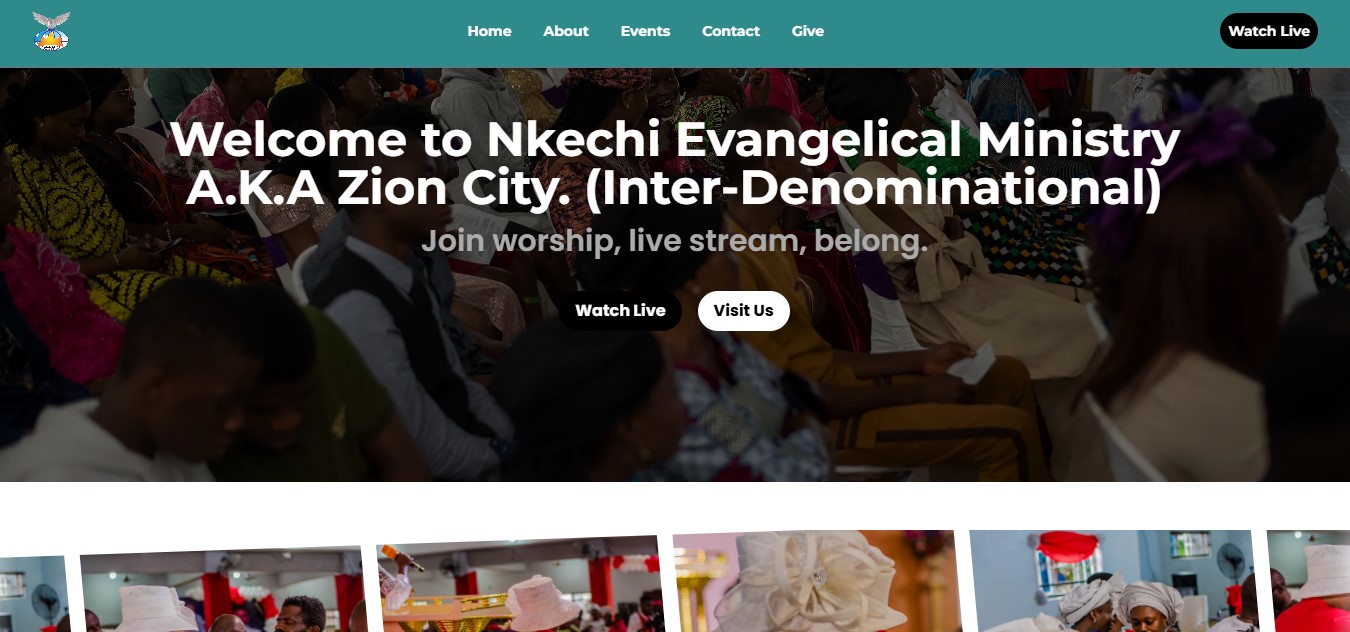 Home About Events Contact Give Watch Live
Welcome to Nkechi Evangelical Ministry
A.K.A Zion City. (Inter-Denominational)
Join worship, live stream, belong.
Watch Live Visit Us